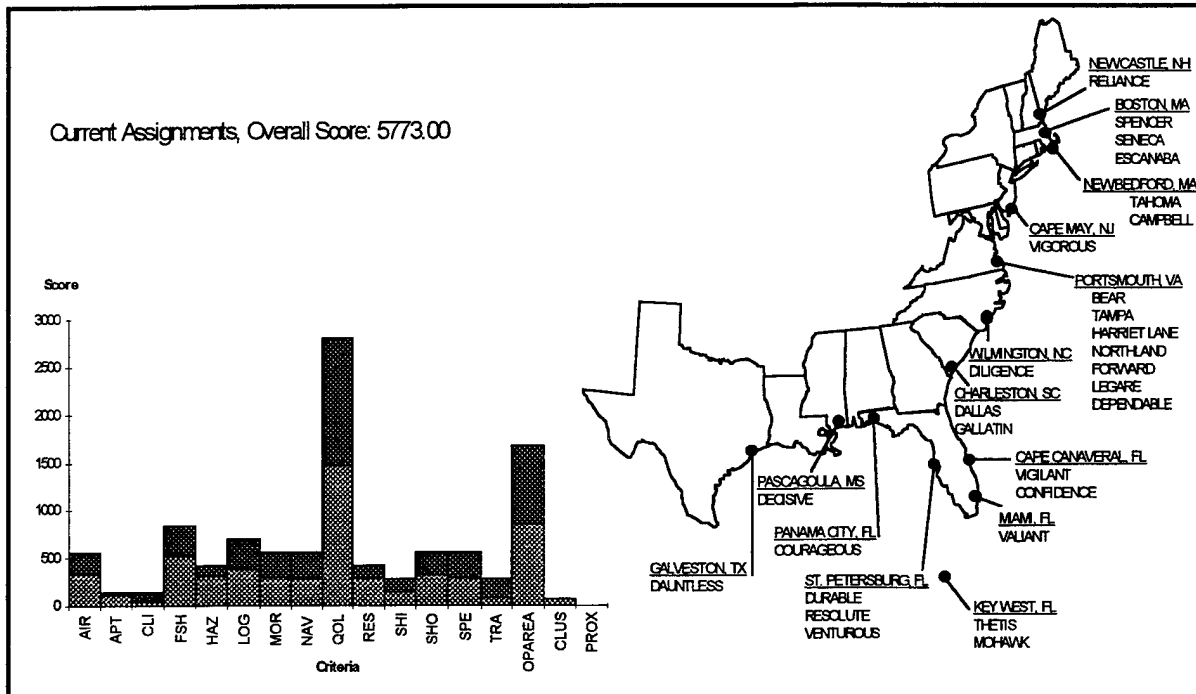 Current Assignments, Overall Score: 5773.00
Score
3000
2500
2000
1500
1000
500
0
AIR
APT
CLI
FSH
HAZ
LOG
MOR
NAV
QOL
RES
SHI
SHO
SPE
TRA
OPAREA
CLUS
PROX
Criteria
NEWCASTLE, NH
RELIANCE
BOSTON, MA
SPENCER
SENECA
ESCANABA
NEWBEDFORD, MA
TAHOMA
CAMPBELL
CAPE MAY, NJ
VIGOROUS
PORTSMOUTH, VA
BEAR
TAMPA
HARRIET LANE
NORTHLAND
FORWARD
LEGARE
DEPENDABLE
WILMINGTON, NC
DILIGENCE
CHARLESTON, SC
DALLAS
GALLATIN
CAPE CANAVERAL, FL
VIGILANT
CONFIDENCE
MIAMI, FL
VALIANT
PASCAGOULA, MS
DECISIVE
PANAMA CITY, FL
COURAGEOUS
GALVESTON, TX
DAUNTLESS
ST. PETERSBURG, FL
DURABLE
RESOLUTE
VENTUROUS
KEY WEST, FL
THETIS
MOHAWK